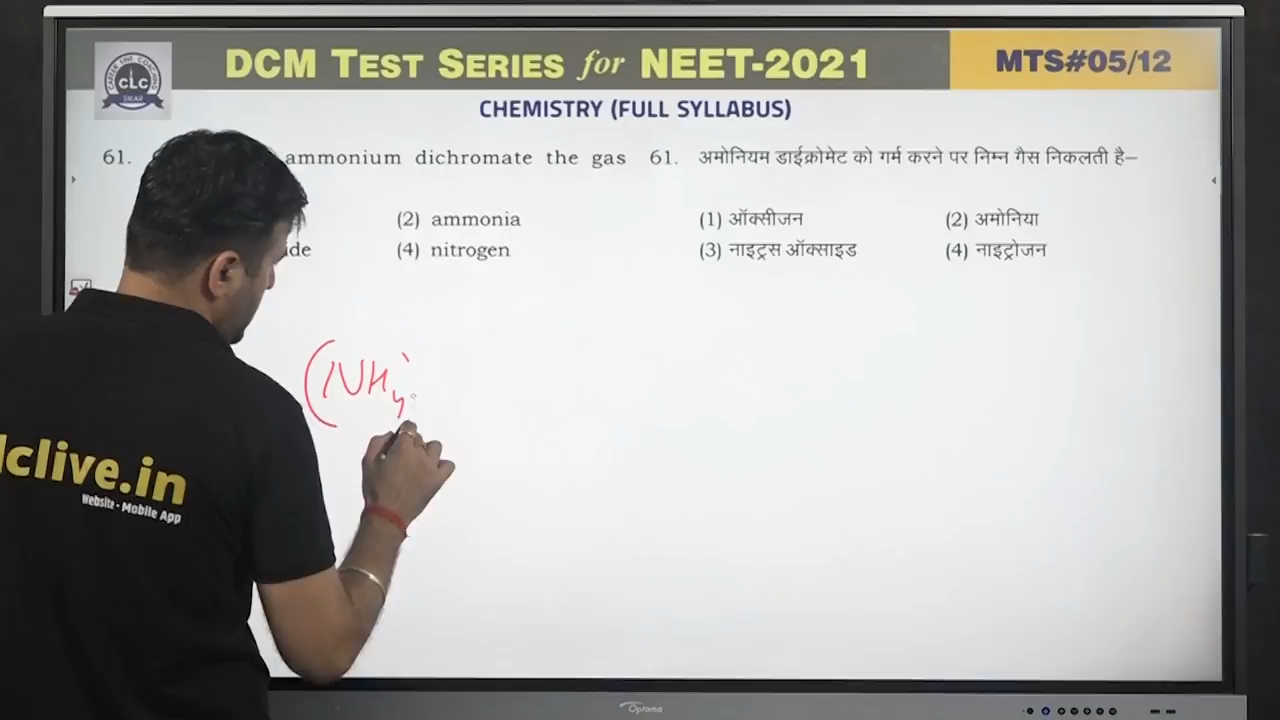 DCM TEST SERIES for NEET-2021
MTS#05/12
CLC
CHEMISTRY (FULL SYLLABUS)
61. ammonium dichromate the gas
(2) ammonia
ide (4) nitrogen
61. अमोनियम डाईक्रोमेट को गर्म करने पर निम्न गैस निकलती है–
(1) ऑक्सीजन (2) अमोनिया
(3) नाइट्रस ऑक्साइड (4) नाइट्रोजन
(NH4)
lclive.in
Website - Mobile App
Optoma